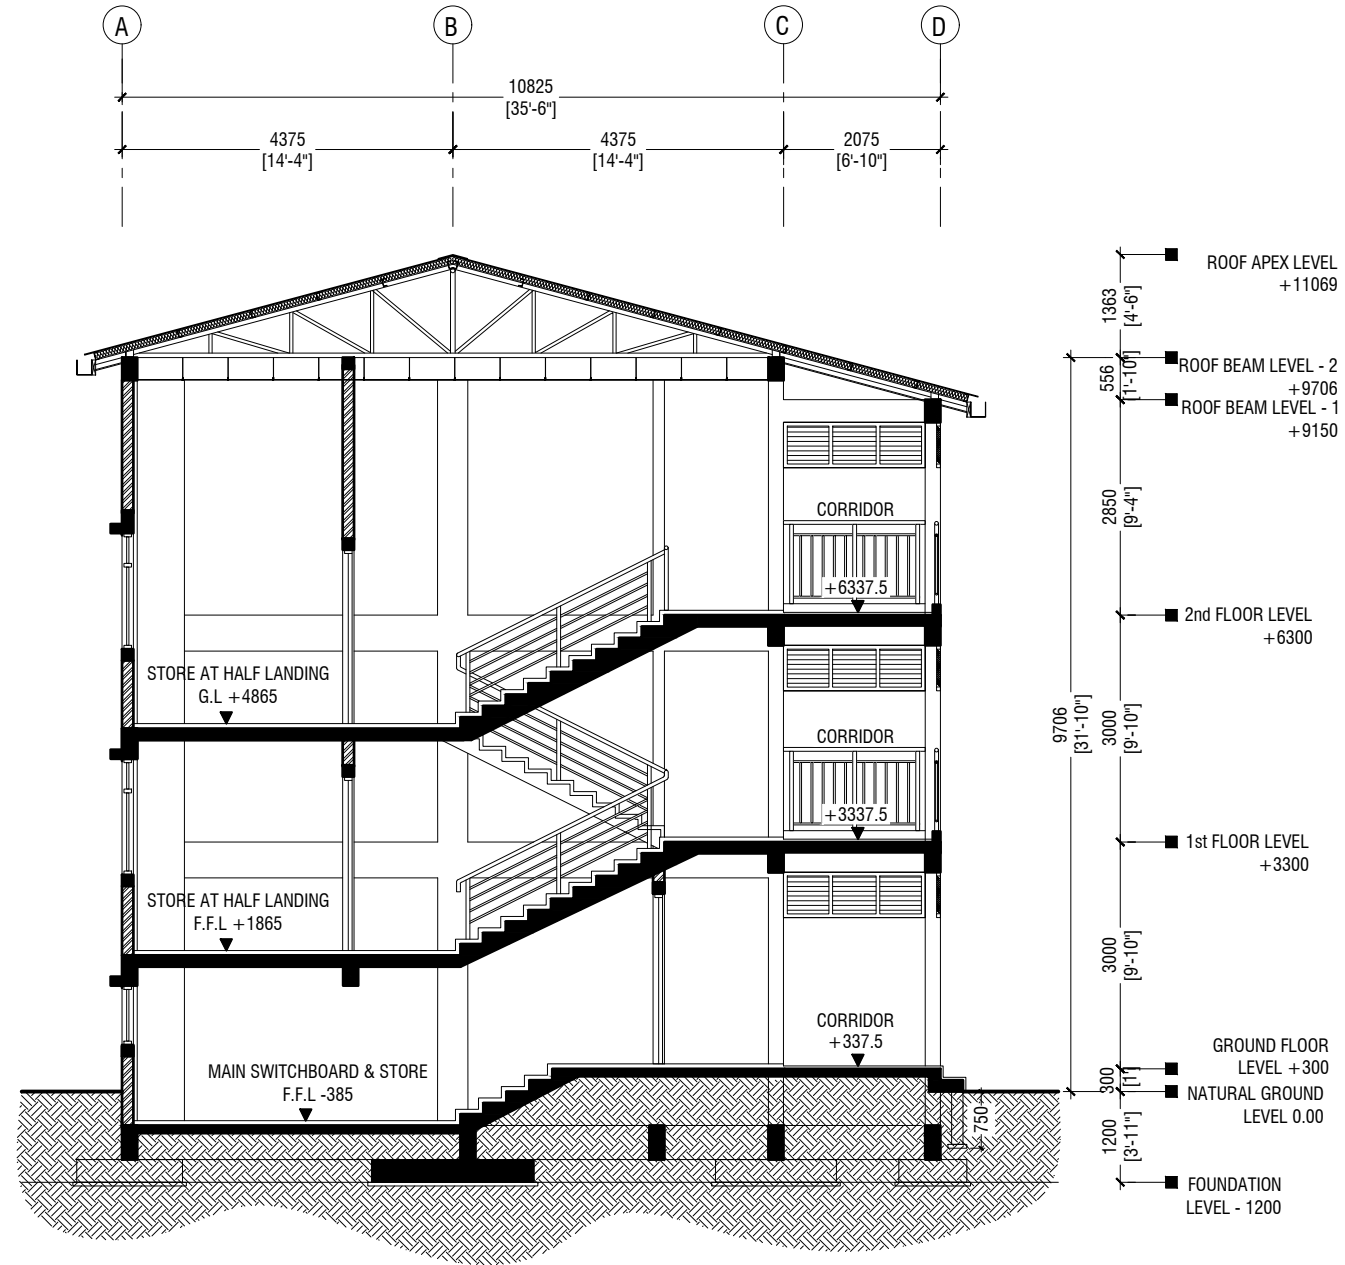 A
B
C
D
10825
[35'-6"]
4375
[14'-4"]
4375
[14'-4"]
2075
[6'-10"]
ROOF APEX LEVEL
+11069
1363
[4'-6"]
ROOF BEAM LEVEL - 2
+9706
556
[1'-10"]
ROOF BEAM LEVEL - 1
+9150
2850
[9'-4"]
CORRIDOR
+6337.5
2nd FLOOR LEVEL
+6300
STORE AT HALF LANDING
G.L +4865
9706
[31'-10"]
3000
[9'-10"]
CORRIDOR
+3337.5
1st FLOOR LEVEL
+3300
STORE AT HALF LANDING
F.F.L +1865
3000
[9'-10"]
CORRIDOR
+337.5
GROUND FLOOR
LEVEL +300
MAIN SWITCHBOARD & STORE
F.F.L -385
300
[1']
NATURAL GROUND
LEVEL 0.00
750
1200
[3'-11"]
FOUNDATION
LEVEL - 1200